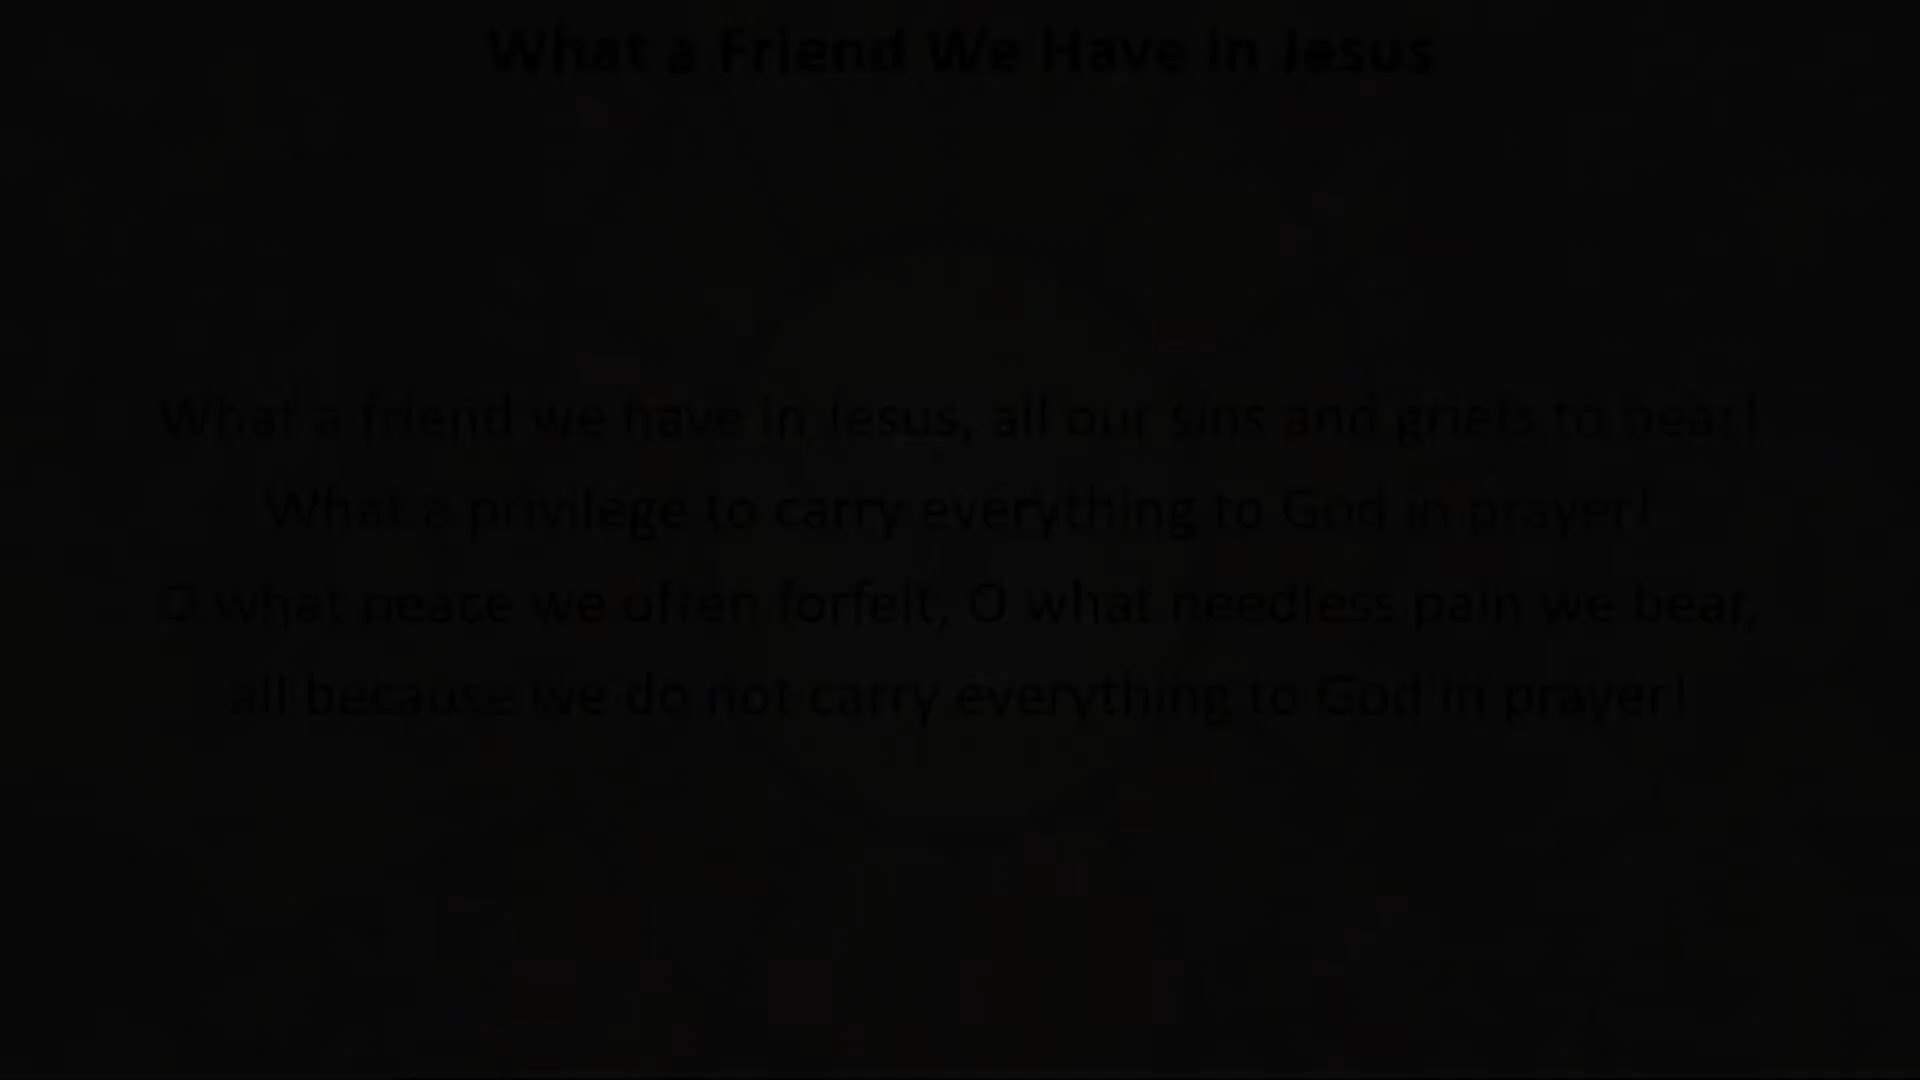 What a Friend We Have In Jesus
What a friend we have in Jesus, all our sins and griefs to bear!
What a privilege to carry everything to God in prayer!
O what peace we often forfeit, O what needless pain we bear,
all because we do not carry everything to God in prayer!